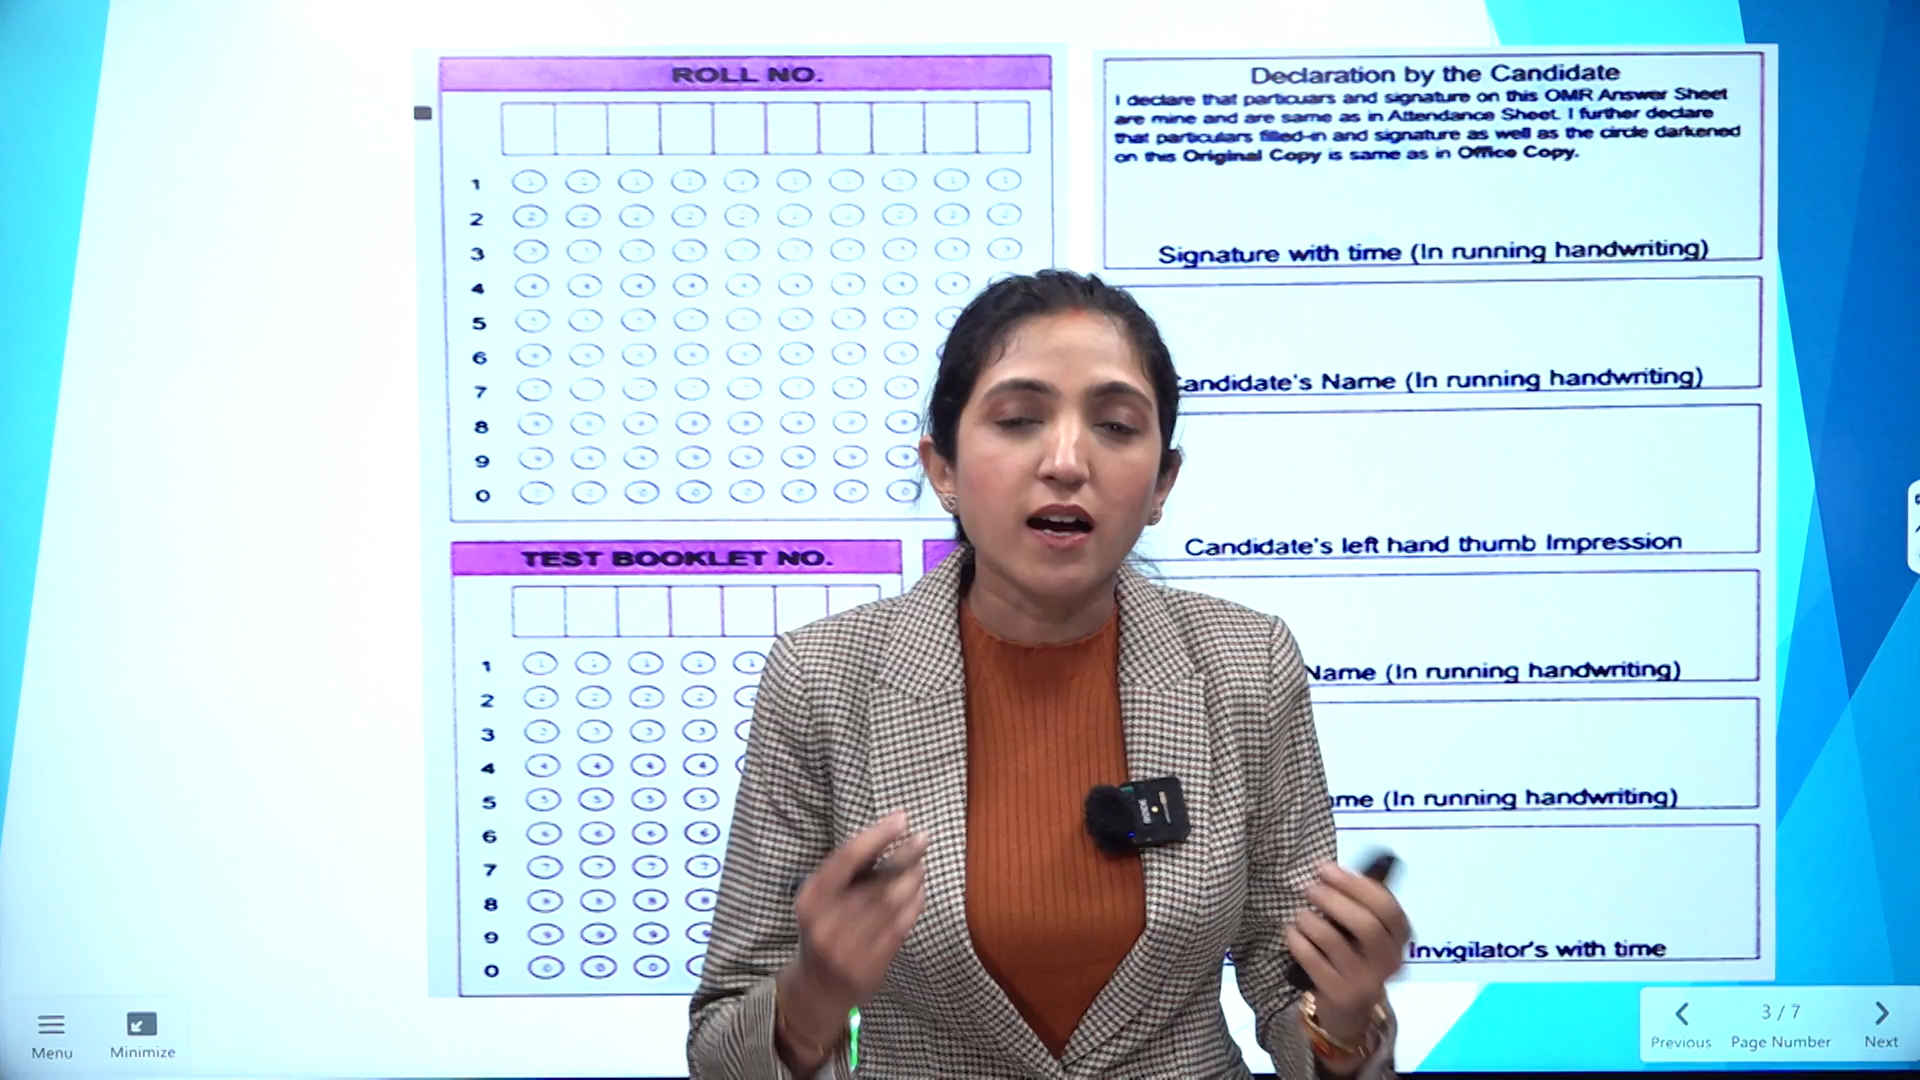 ROLL NO.
1
2
3
4
5
6
7
8
9
0
TEST BOOKLET NO.
1
2
3
4
5
6
7
8
9
0
Declaration by the Candidate
I declare that particuars and signature on this OMR Answer Sheet
are mine and are same as in Attendance Sheet. I further declare
that particulars filled-in and signature as well as the circle darkened
on this Original Copy is same as in Office Copy.
Signature with time (In running handwriting)
andidate's Name (In running handwriting)
Candidate's left hand thumb Impression
Name (In running handwriting)
me (In running handwriting)
Invigilator's with time
Menu
Minimize
3 / 7
Previous
Page Number
Next